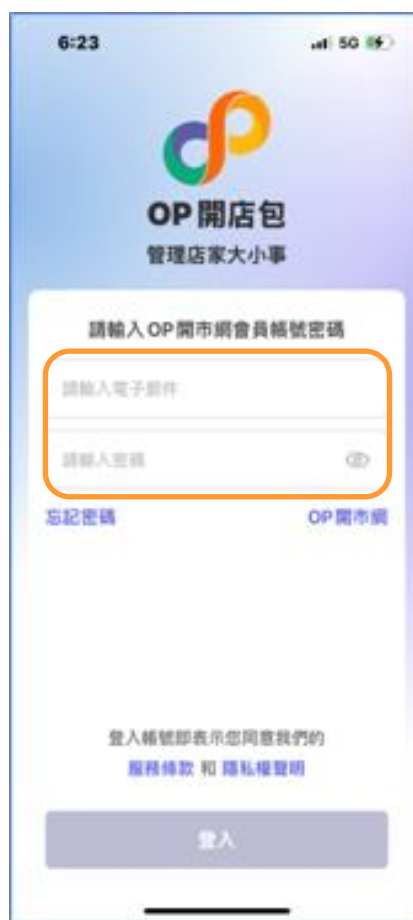 6:23
5G
OP開店包
管理店家大小事
請輸入OP開市網會員帳號密碼
請輸入電子郵件
請輸入密碼
忘記密碼
OP開市網
登入帳號即表示您同意我們的
服務條款 和 隱私權聲明
登入